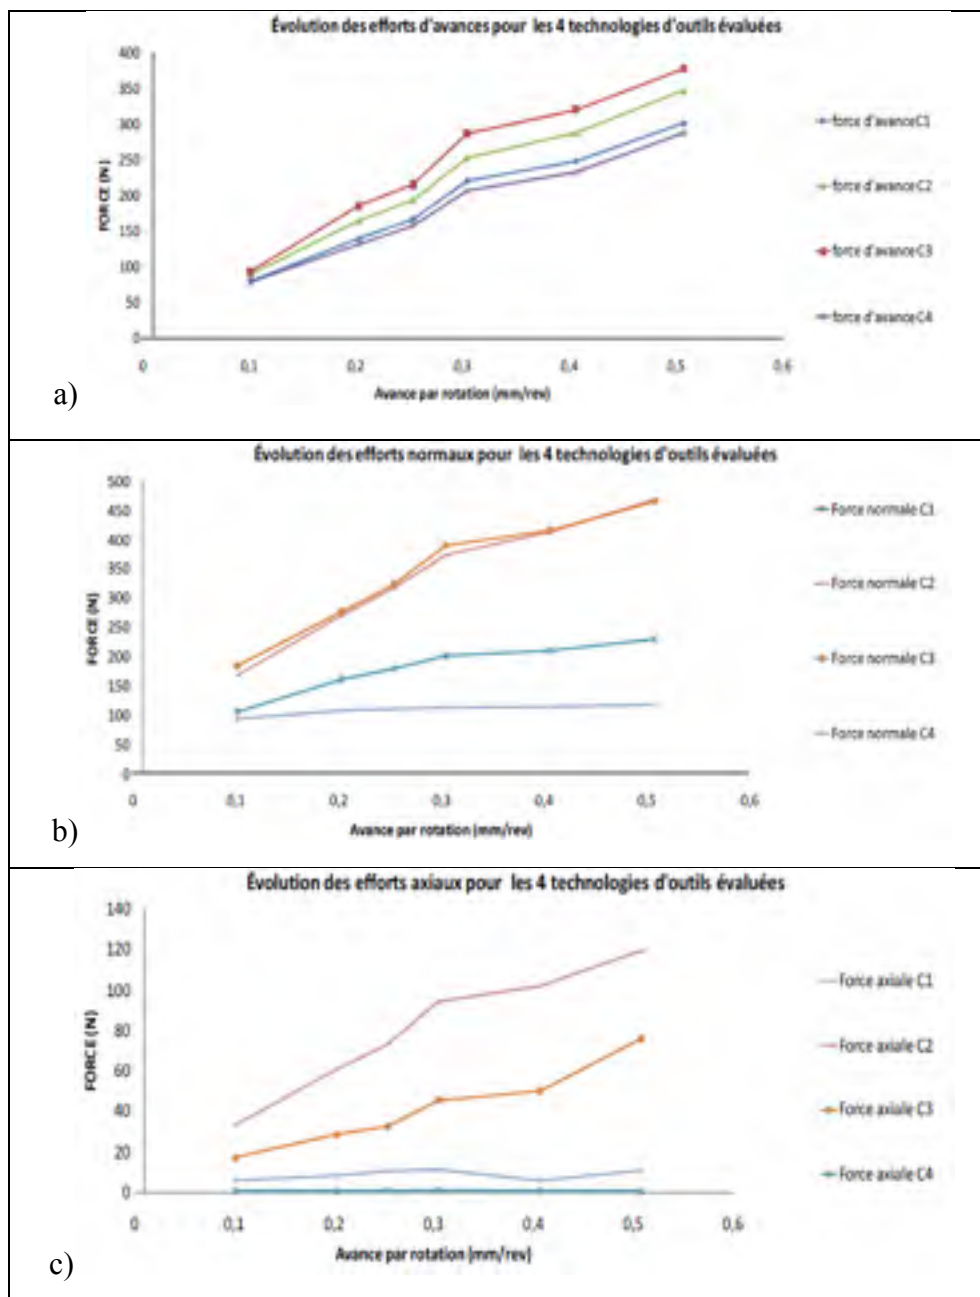 Évolution des efforts d'avances pour les 4 technologies d'outils évaluées
400
350
300
250
200
150
100
50
0
FORCE (N)
0 0,1 0,2 0,3 0,4 0,5 0,6
Avance par rotation (mm/rev)
force d'avance C1
force d'avance C2
force d'avance C3
force d'avance C4
a)
Évolution des efforts normaux pour les 4 technologies d'outils évaluées
500
450
400
350
300
250
200
150
100
50
0
FORCE (N)
0 0,1 0,2 0,3 0,4 0,5 0,6
Avance par rotation (mm/rev)
Force normale C1
Force normale C2
Force normale C3
Force normale C4
b)
Évolution des efforts axiaux pour les 4 technologies d'outils évaluées
140
120
100
80
60
40
20
0
FORCE (N)
0 0,1 0,2 0,3 0,4 0,5 0,6
Avance par rotation (mm/rev)
Force axiale C1
Force axiale C2
Force axiale C3
Force axiale C4
c)